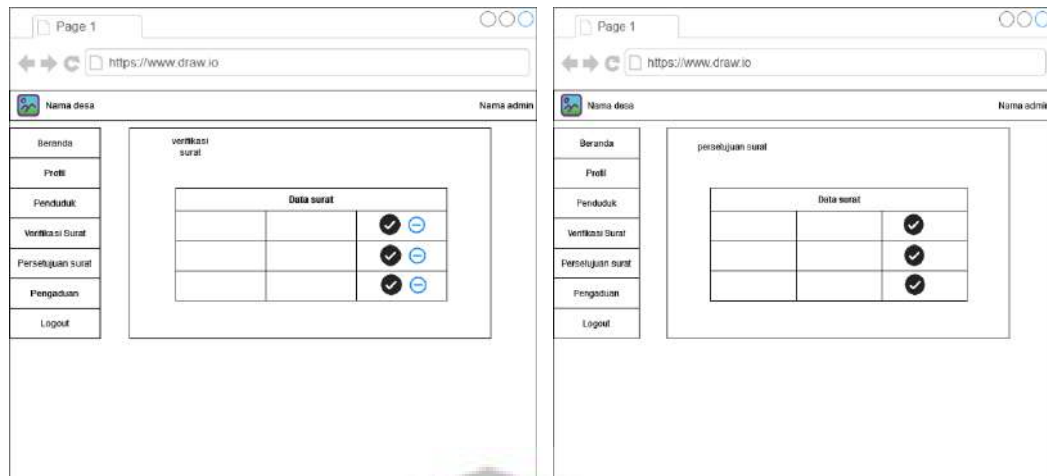 Page 1
https://www.draw.io
Nama desa
Nama admin
Beranda
Profil
Penduduk
Verifikasi Surat
Persetujuan surat
Pengaduan
Logout
verifikasi
surat
Data surat
Page 1
https://www.draw.io
Nama desa
Nama admin
Beranda
Profil
Penduduk
Verifikasi Surat
Persetujuan surat
Pengaduan
Logout
persetujuan surat
Data surat